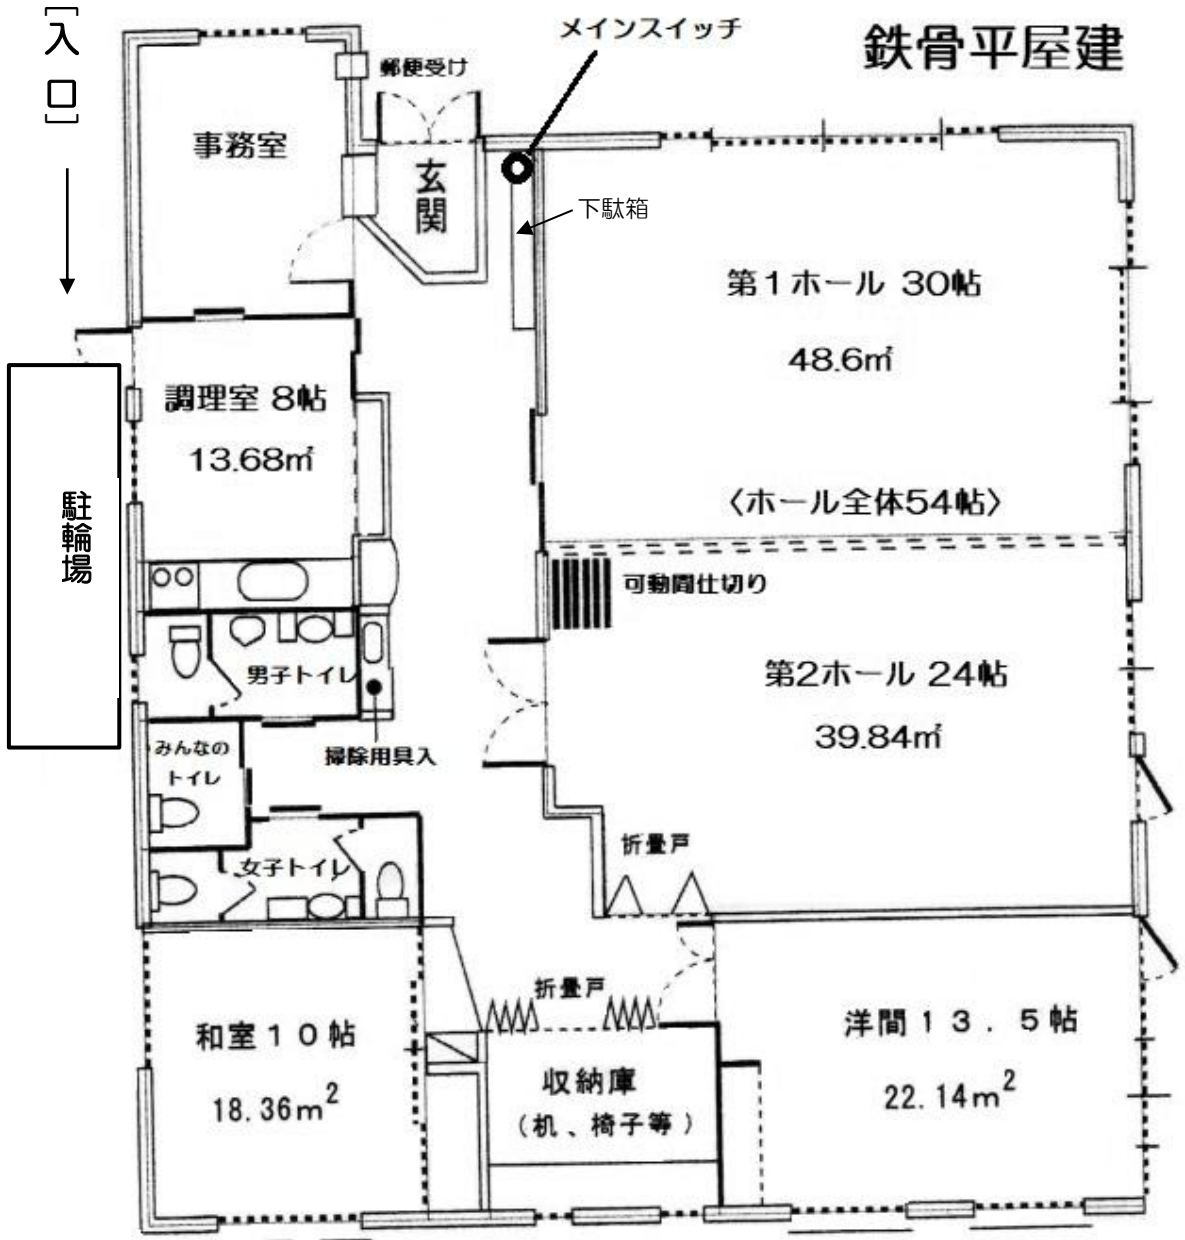 [入口]
メインスイッチ
鉄骨平屋建
郵便受け
事務室
玄関
下駄箱
第1ホール 30帖
48.6㎡
調理室 8帖
13.68㎡
〈ホール全体54帖〉
駐輪場
可動間仕切り
男子トイレ
第2ホール 24帖
39.84㎡
みんなの
トイレ
掃除用具入
折畳戸
女子トイレ
折畳戸
和室10帖
18.36m²
洋間13.5帖
22.14m²
収納庫
(机、椅子等)